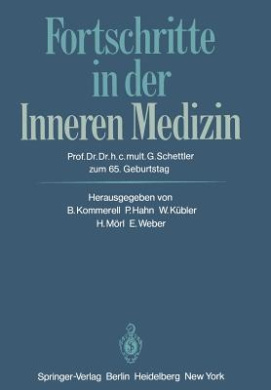 Fortschritte
in der
Inneren Medizin
Prof. Dr. Dr. h. c. mult. G. Schettler
zum 65. Geburtstag
Herausgegeben von
B. Kommerell P. Hahn W. Kübler
H. Mörl E. Weber
Springer-Verlag Berlin Heidelberg New York